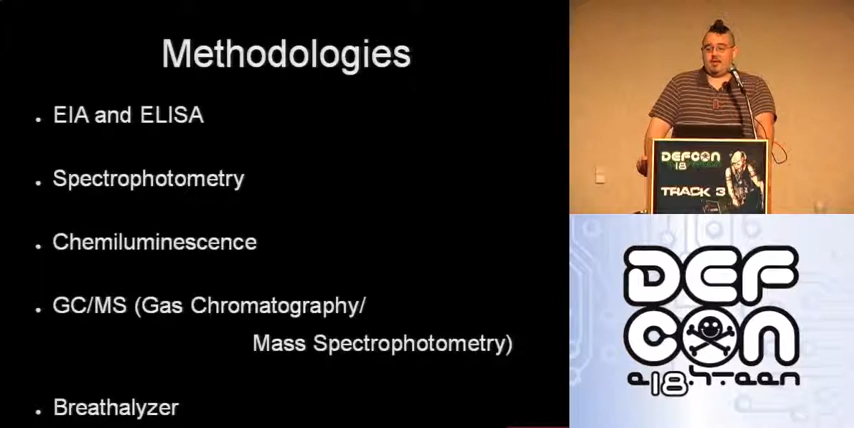 Methodologies
• EIA and ELISA
• Spectrophotometry
• Chemiluminescence
• GC/MS (Gas Chromatography/
Mass Spectrophotometry)
• Breathalyzer
DEFCON
18
TRACK 3
DEF
CON
e18hteen